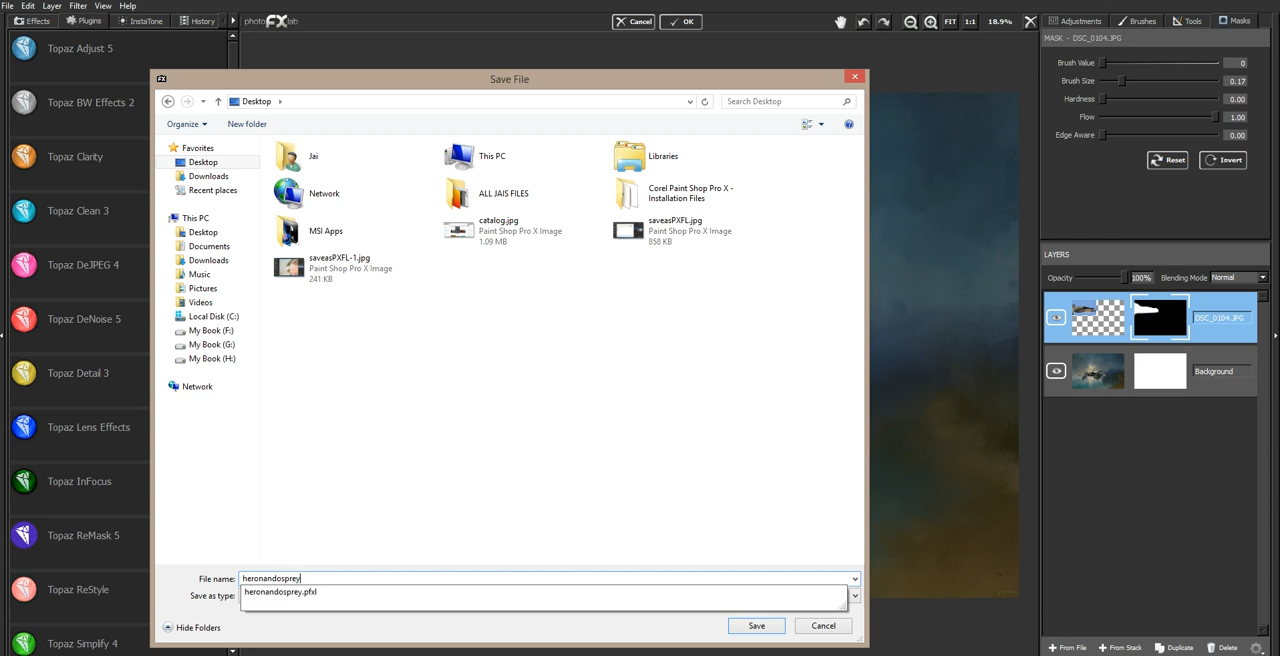 File Edit Layer Filter View Help
Effects Plugins InstaTone History
photoFXlab
Cancel OK
FIT 1:1 18.9%
Adjustments Brushes Tools Masks
Topaz Adjust 5
Topaz BW Effects 2
Topaz Clarity
Topaz Clean 3
Topaz DeJPEG 4
Topaz DeNoise 5
Topaz Detail 3
Topaz Lens Effects
Topaz InFocus
Topaz ReMask 5
Topaz ReStyle
Topaz Simplify 4
Save File
Desktop
Search Desktop
Organize New folder
Favorites
Desktop
Downloads
Recent places
This PC
Desktop
Documents
Downloads
Music
Pictures
Videos
Local Disk (C:)
My Book (F:)
My Book (G:)
My Book (H:)
Network
Jai
This PC
Libraries
Network
ALL JAIS FILES
Corel Paint Shop Pro X -
Installation Files
MSI Apps
catalog.jpg
Paint Shop Pro X Image
1.09 MB
saveasPXFL.jpg
Paint Shop Pro X Image
858 KB
saveasPXFL-1.jpg
Paint Shop Pro X Image
241 KB
File name: heronandosprey
heronandosprey.pfxl
Save as type:
Hide Folders
Save Cancel
MASK - DSC_0104.JPG
Brush Value 0
Brush Size 0.17
Hardness 0.00
Flow 1.00
Edge Aware 0.00
Reset Invert
LAYERS
Opacity 100% Blending Mode Normal
DSC_0104.JPG
Background
From File From Stack Duplicate Delete